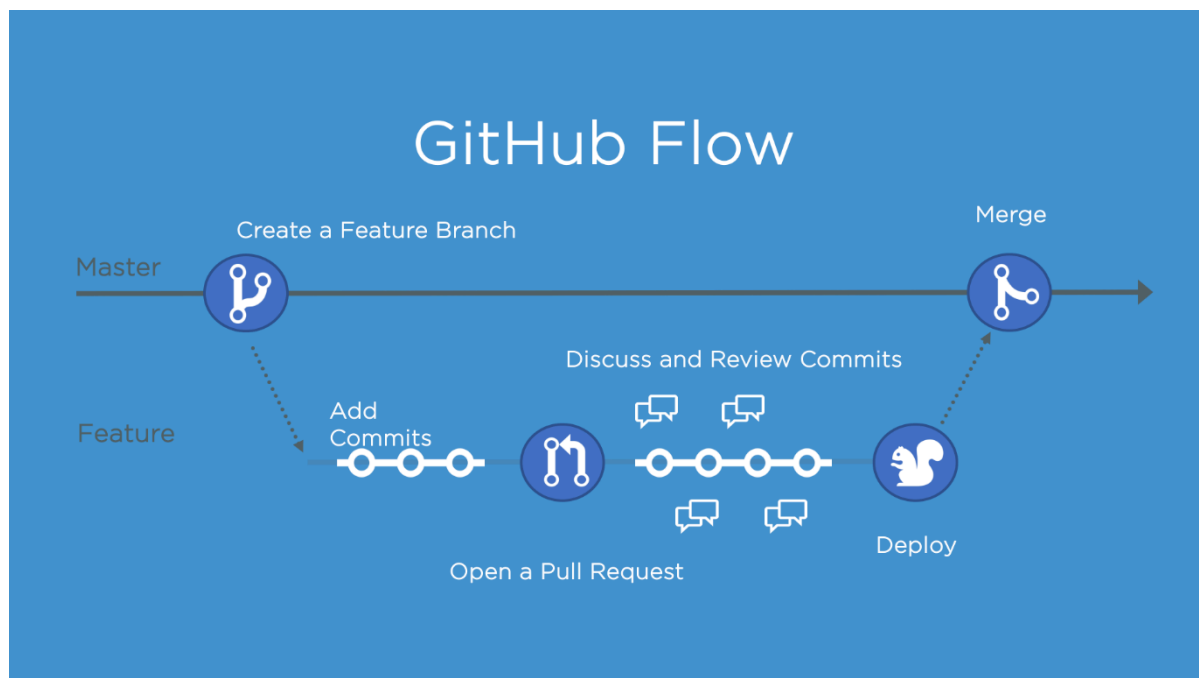 GitHub Flow
Create a Feature Branch
Merge
Master
Discuss and Review Commits
Add
Commits
Feature
Open a Pull Request
Deploy